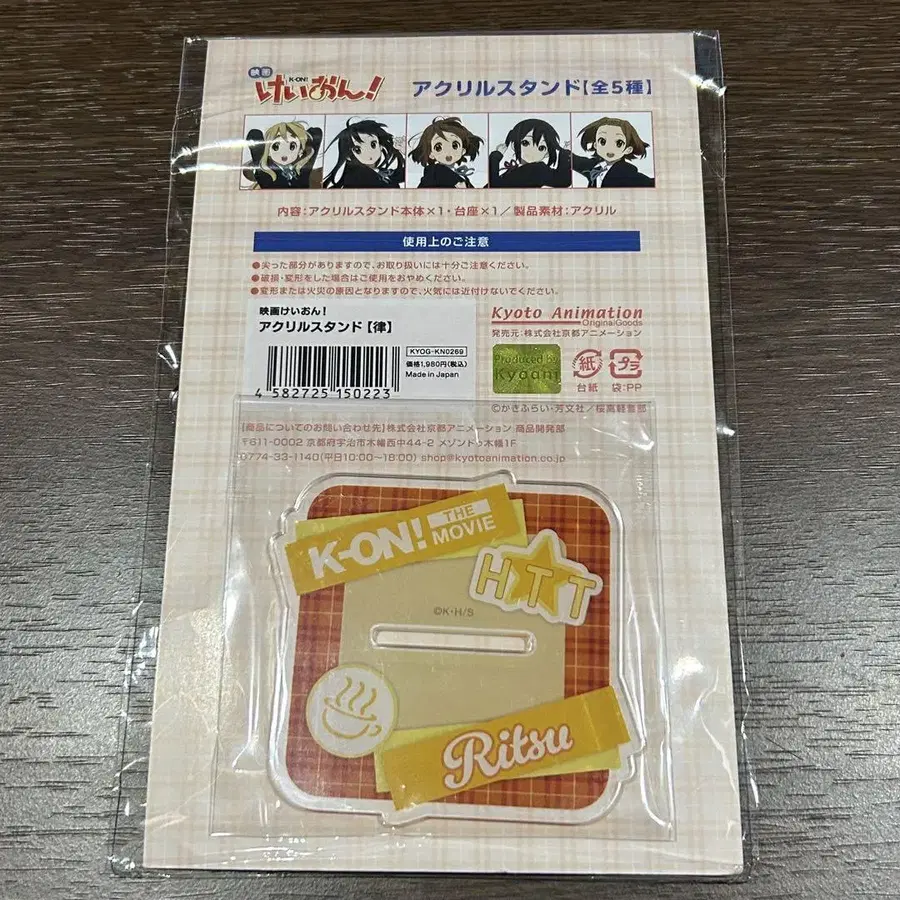 映画
K-ON!
けいおん!
アクリルスタンド【全5種】
内容:アクリルスタンド本体×1・台座×1/製品素材:アクリル
使用上のご注意
●尖った部分がありますので、お取り扱いには十分ご注意ください。
●破損・変形をした場合はご使用をおやめください。
●変形または火災の原因となりますので、火気には近付けないでください。
映画けいおん!
アクリルスタンド【律】
KYOG-KN0269
価格1,980円(税込)
Made in Japan
4 582725 150223
Kyoto Animation
OriginalGoods
発売元:株式会社京都アニメーション
Produced by
Kyoani
紙
台紙
プラ
袋:PP
©かきふらい・芳文社/桜高軽音部
【商品についてのお問い合わせ先】株式会社京都アニメーション 商品開発部
〒611-0002 京都府宇治市木幡西中44-2 メゾンドゥ木幡1F
0774-33-1140(平日10:00~18:00) shop@kyotoanimation.co.jp
K-ON! THE MOVIE
HTT
©K・H/S
Ritsu